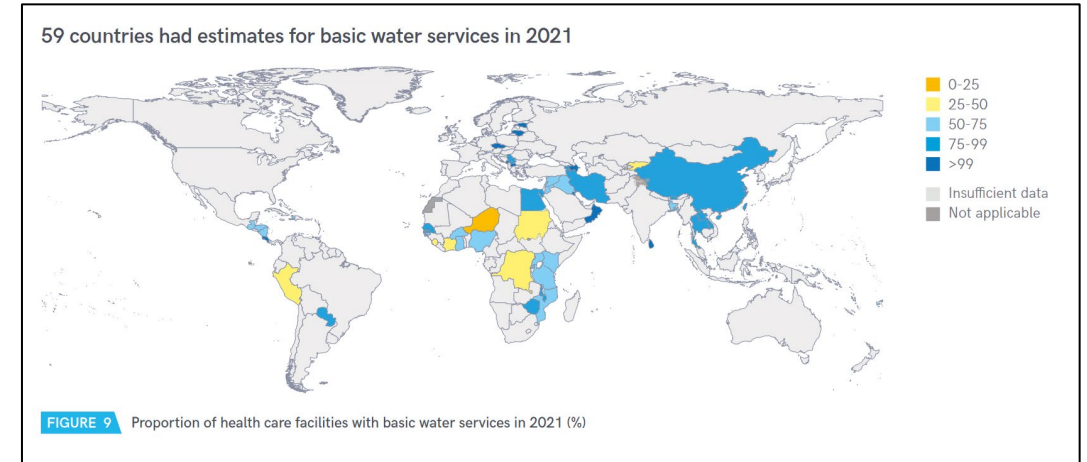 59 countries had estimates for basic water services in 2021
0-25
25-50
50-75
75-99
>99
Insufficient data
Not applicable
FIGURE 9 Proportion of health care facilities with basic water services in 2021 (%)